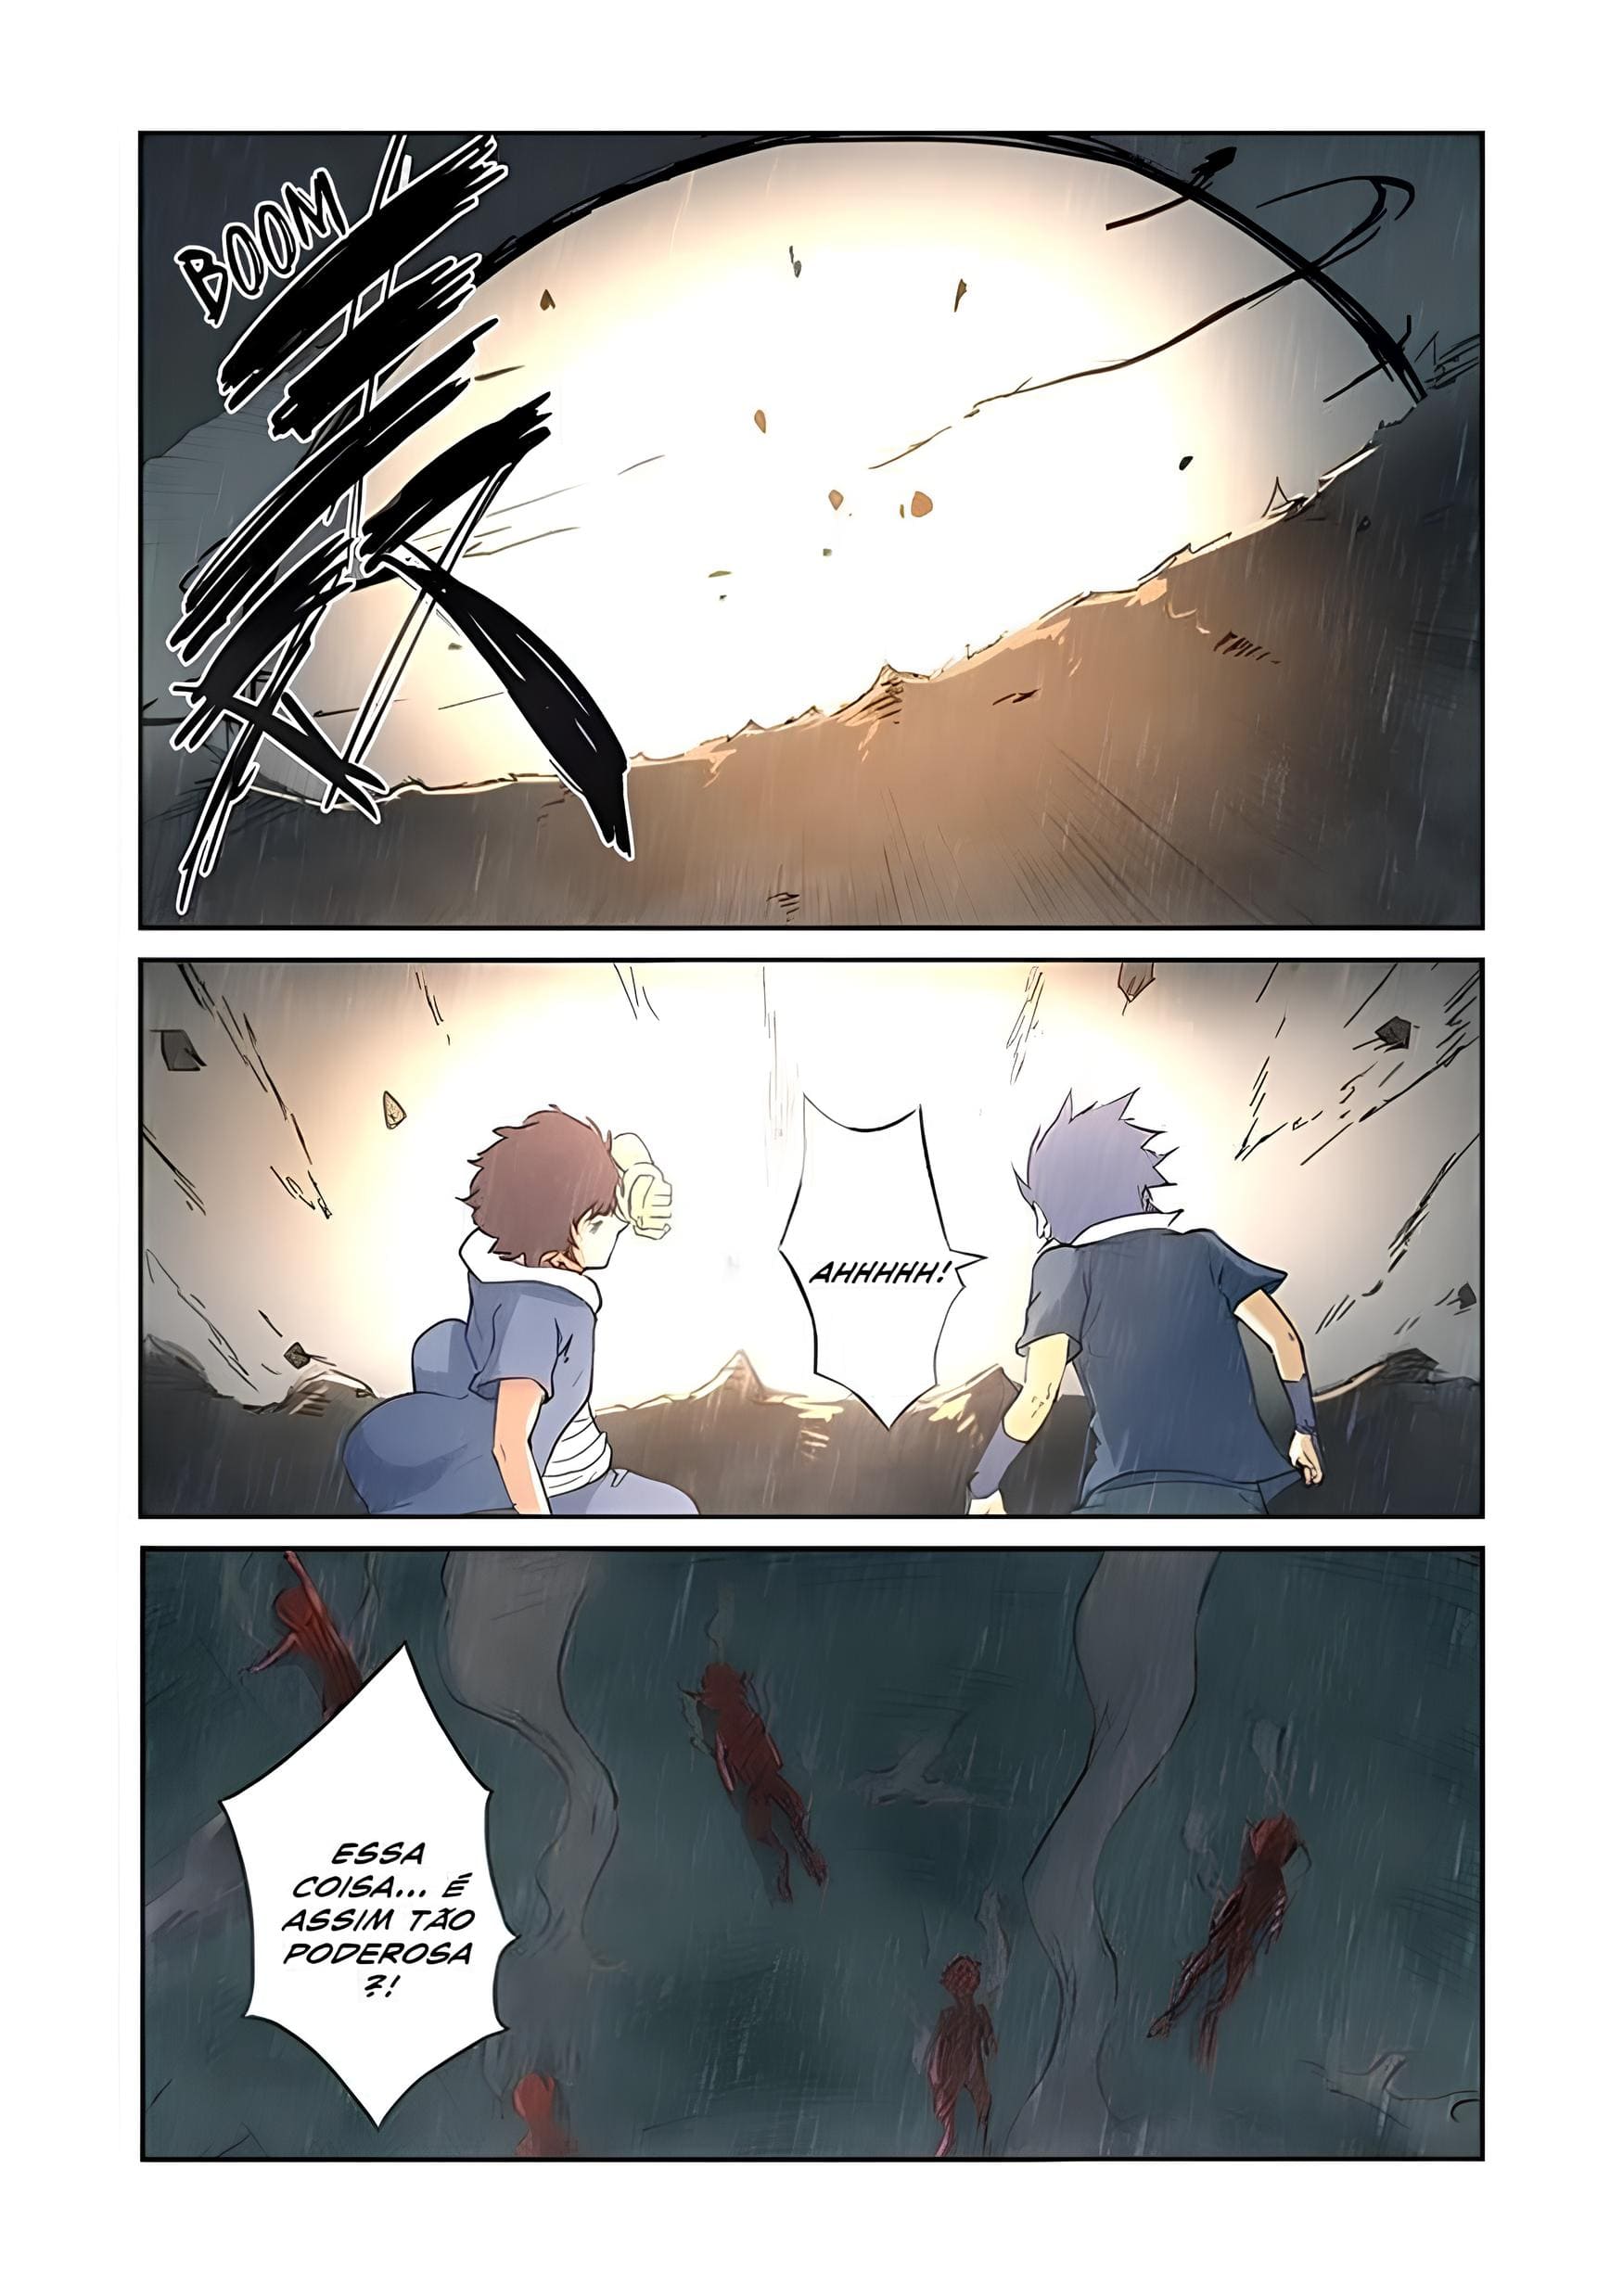 BOOM
AHHHHH!
ESSA
COISA... É
ASSIM TÃO
PODEROSA
?!